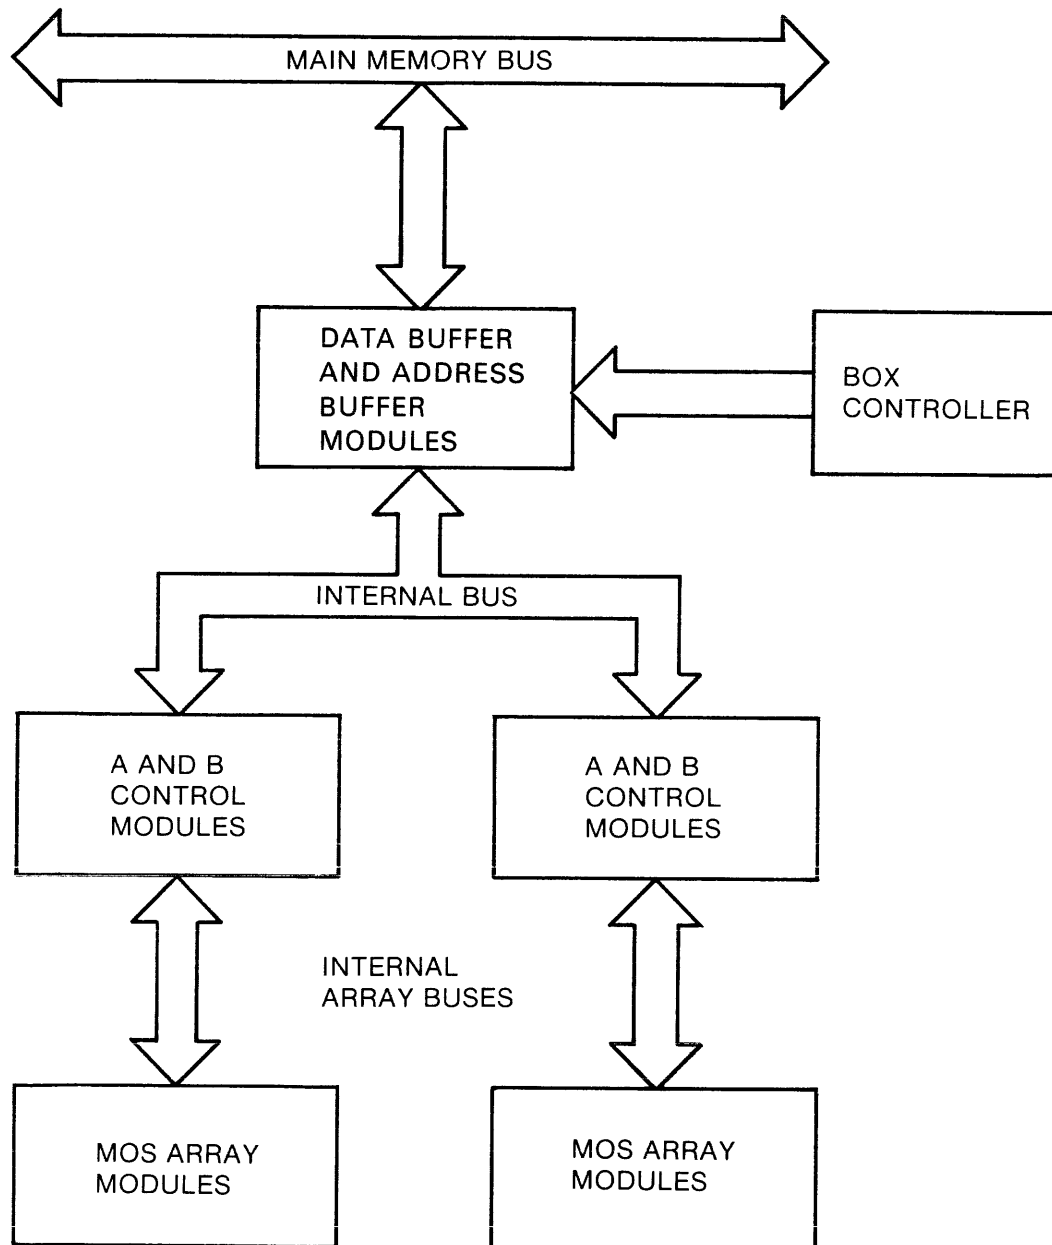 MAIN MEMORY BUS
DATA BUFFER
AND ADDRESS
BUFFER
MODULES
BOX
CONTROLLER
INTERNAL BUS
A AND B
CONTROL
MODULES
A AND B
CONTROL
MODULES
INTERNAL
ARRAY BUSES
MOS ARRAY
MODULES
MOS ARRAY
MODULES